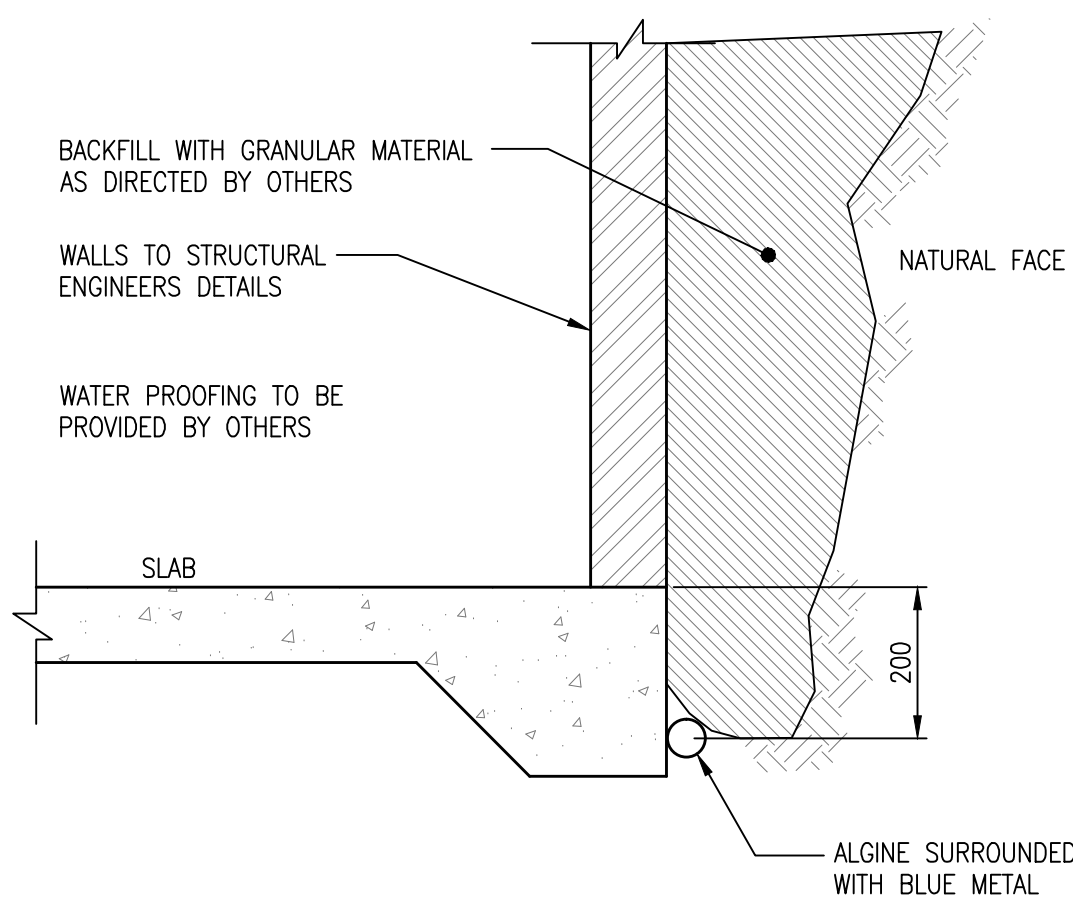 BACKFILL WITH GRANULAR MATERIAL
AS DIRECTED BY OTHERS
WALLS TO STRUCTURAL
ENGINEERS DETAILS
NATURAL FACE
WATER PROOFING TO BE
PROVIDED BY OTHERS
SLAB
200
ALGINE SURROUNDED
WITH BLUE METAL